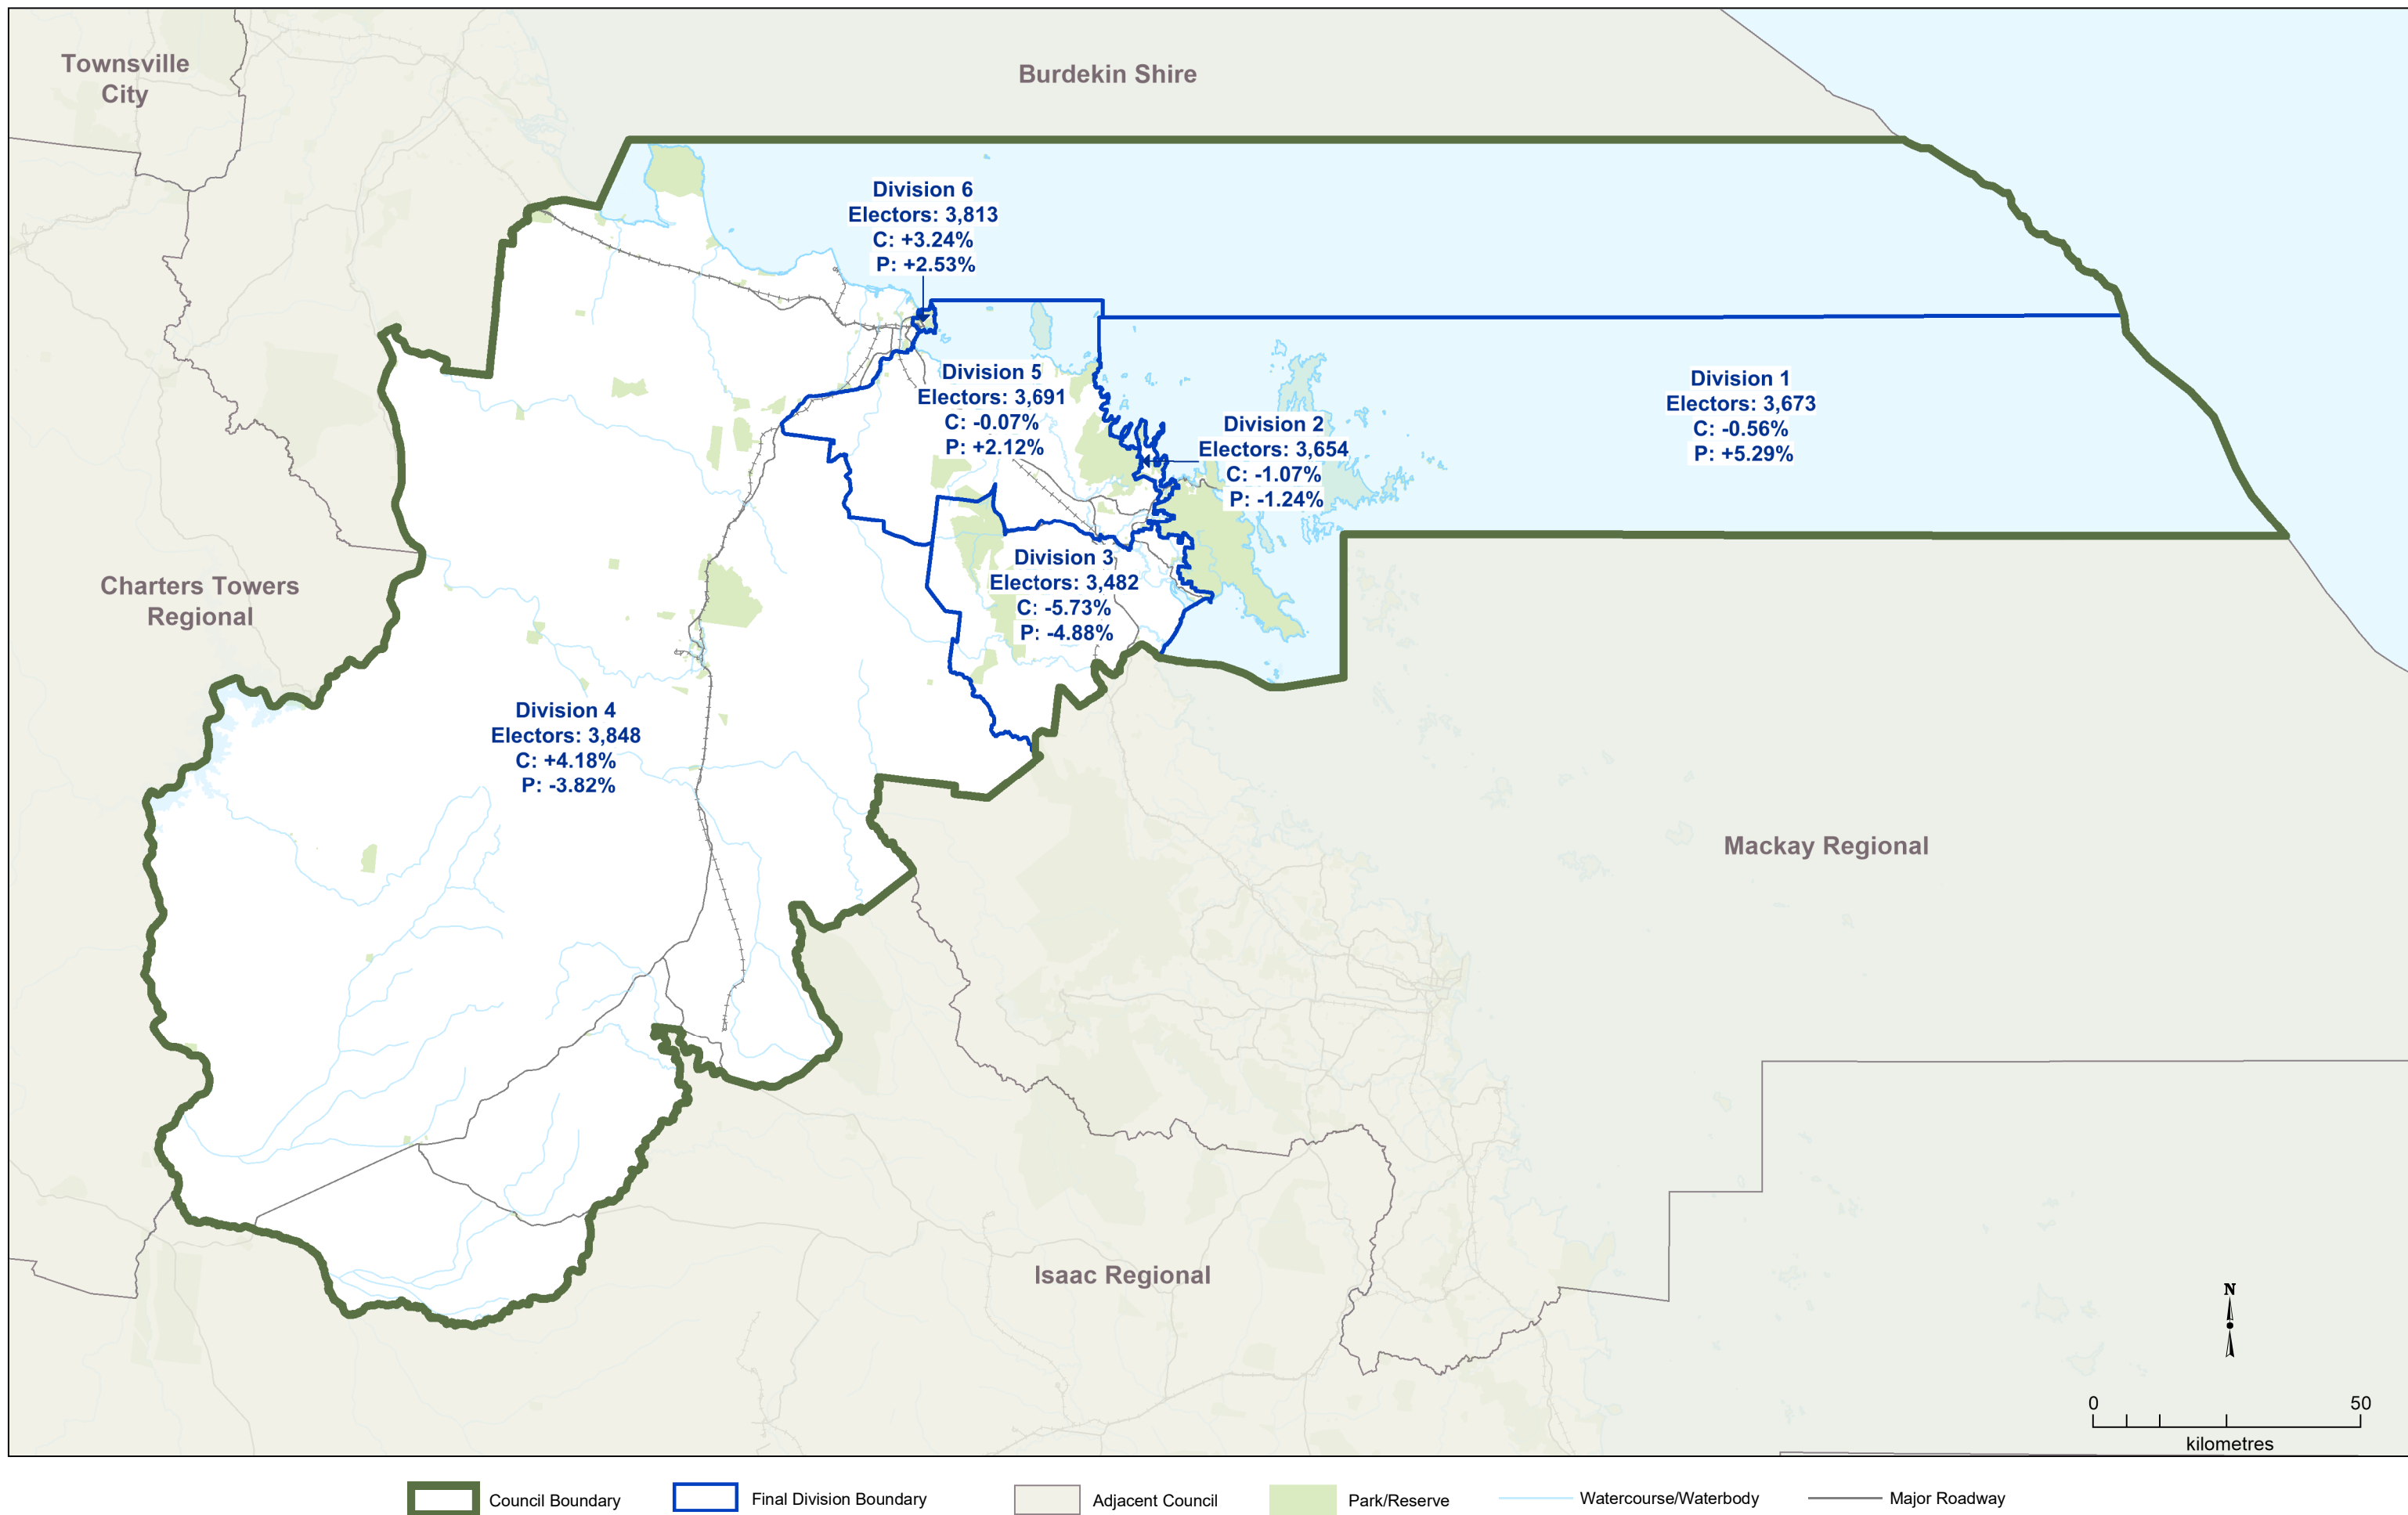 Townsville
City
Burdekin Shire
Division 6
Electors: 3,813
C: +3.24%
P: +2.53%
Division 5
Electors: 3,691
C: -0.07%
P: +2.12%
Division 1
Electors: 3,673
C: -0.56%
P: +5.29%
Division 2
Electors: 3,654
C: -1.07%
P: -1.24%
Division 3
Electors: 3,482
C: -5.73%
P: -4.88%
Charters Towers
Regional
Division 4
Electors: 3,848
C: +4.18%
P: -3.82%
Mackay Regional
Isaac Regional
N
0 50
kilometres
Council Boundary
Final Division Boundary
Adjacent Council
Park/Reserve
Watercourse/Waterbody
Major Roadway